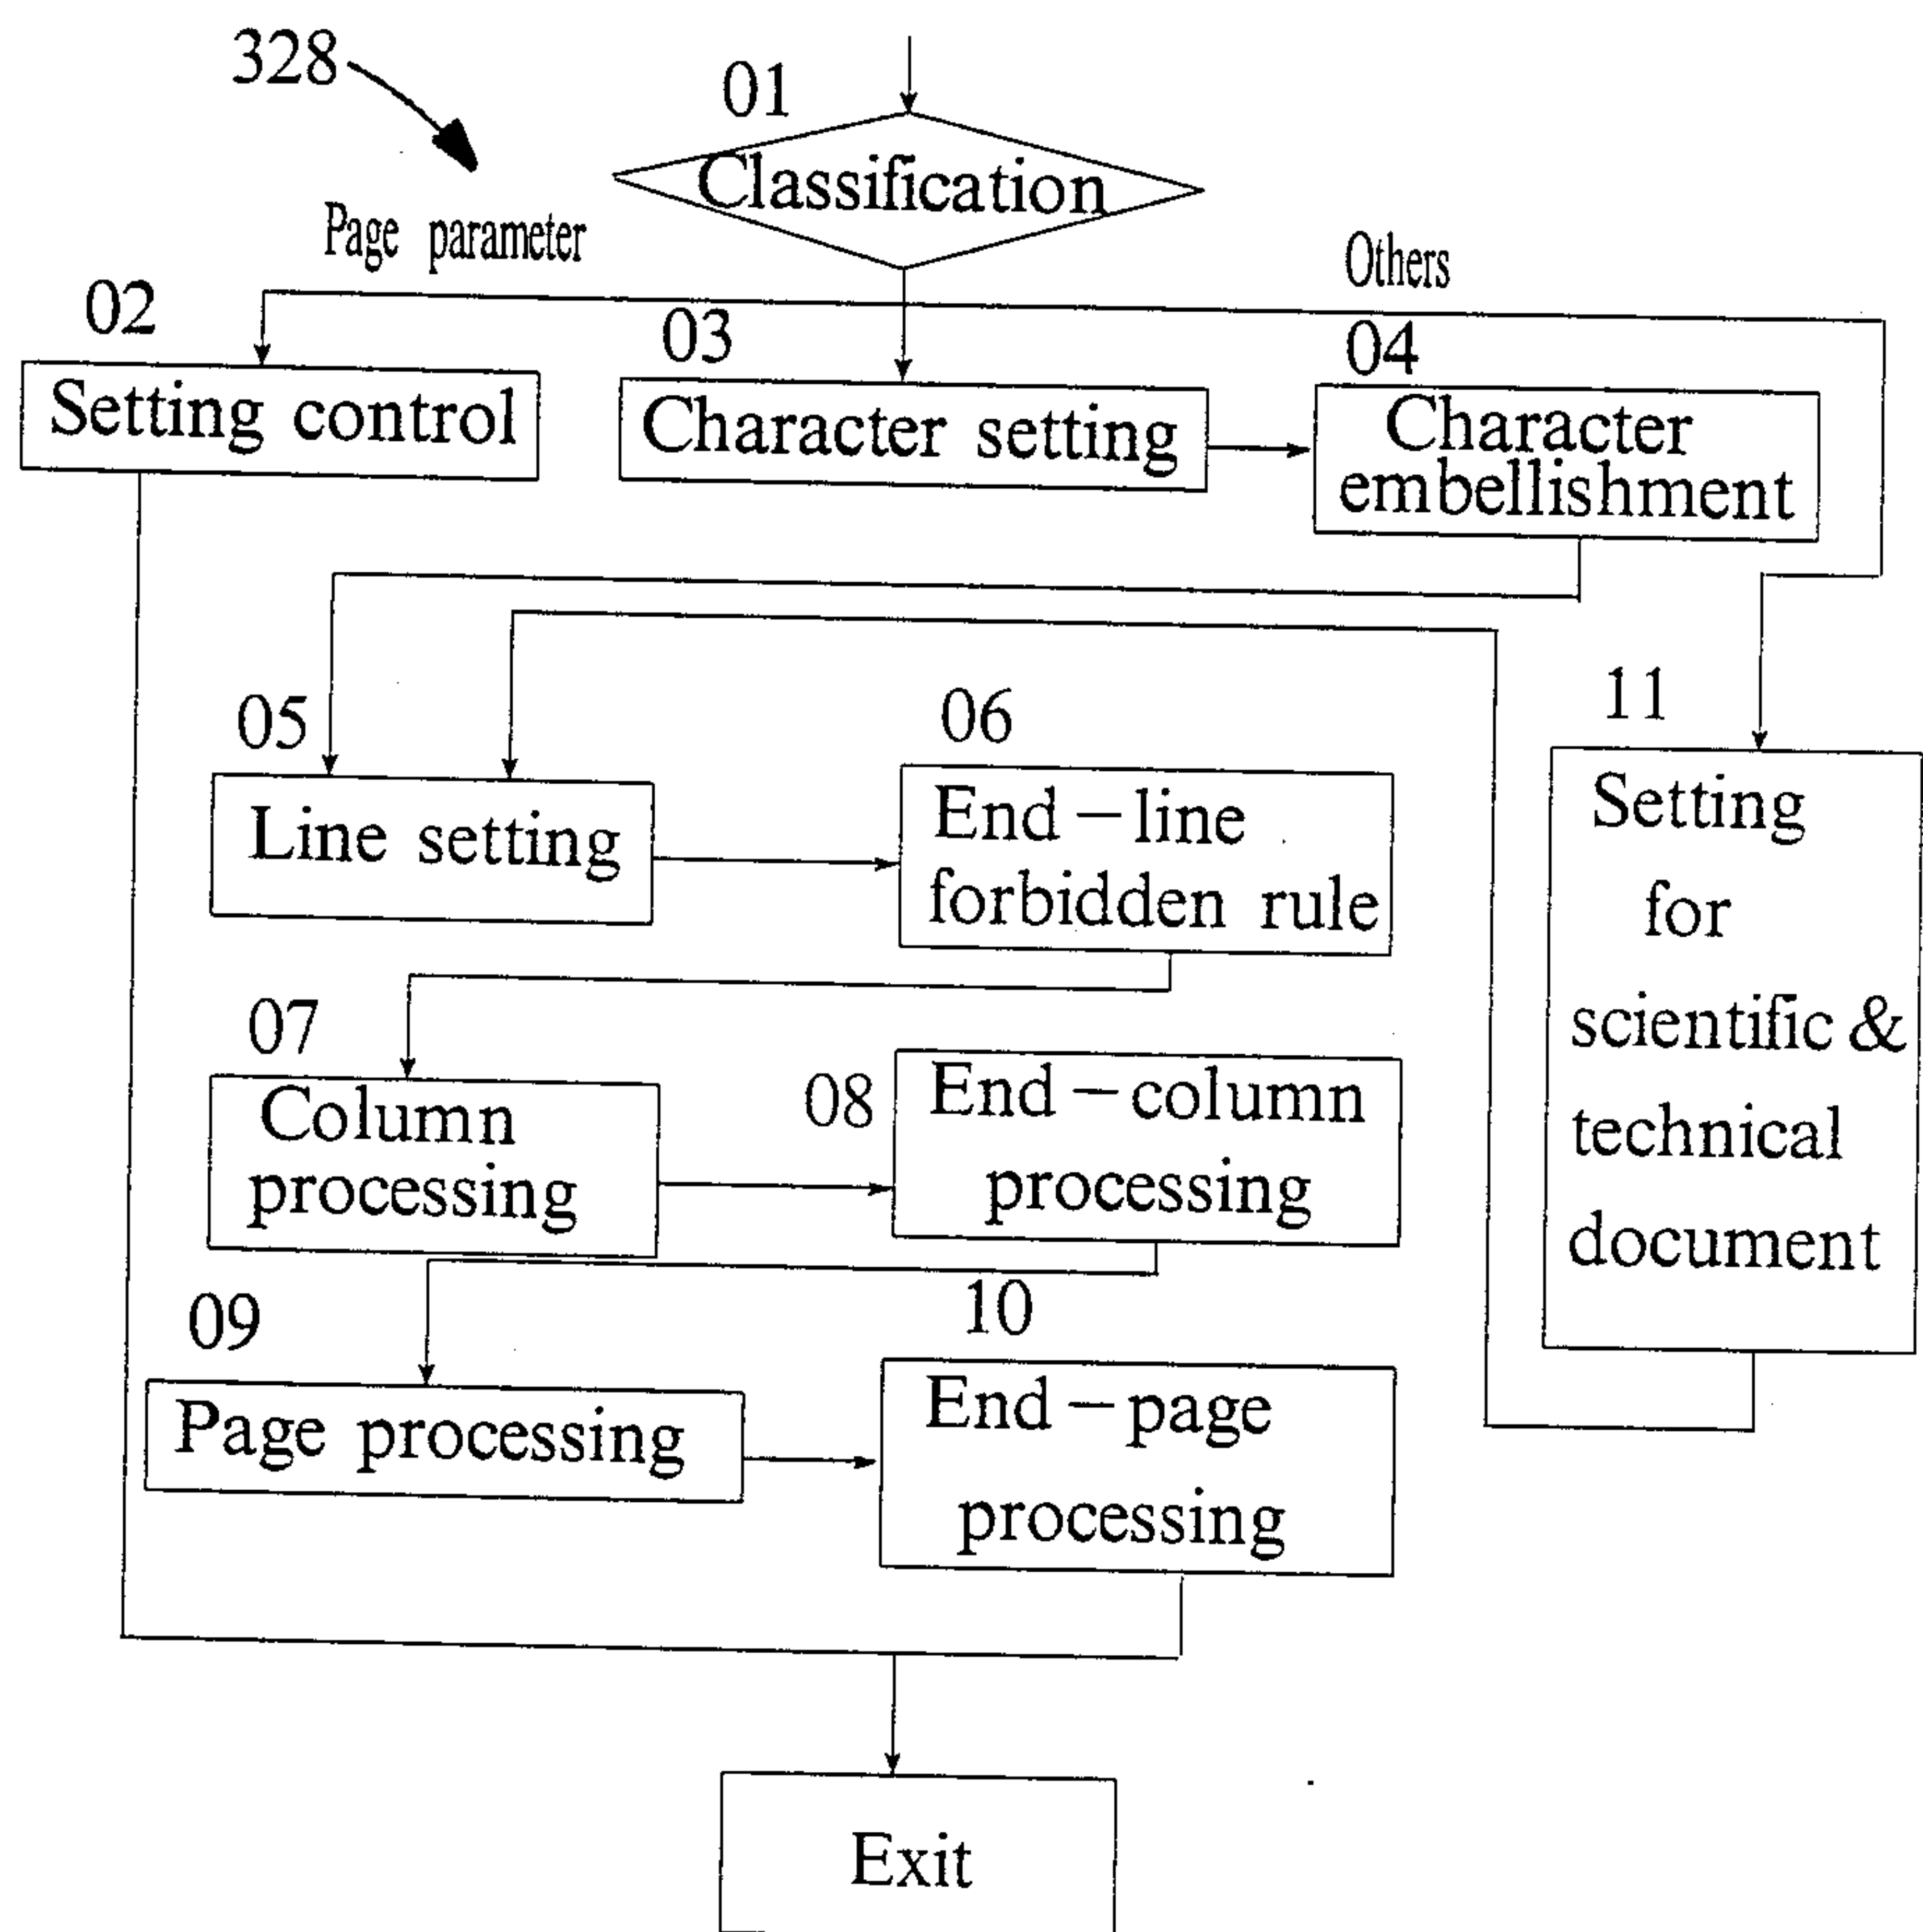 328
01
Classification
Page parameter
Others
02
03
04
Setting control
Character setting
Character
embellishment
05
06
11
Line setting
End-line
forbidden rule
Setting
for
scientific &
technical
document
07
08
Column
processing
End-column
processing
09
10
Page processing
End-page
processing
Exit